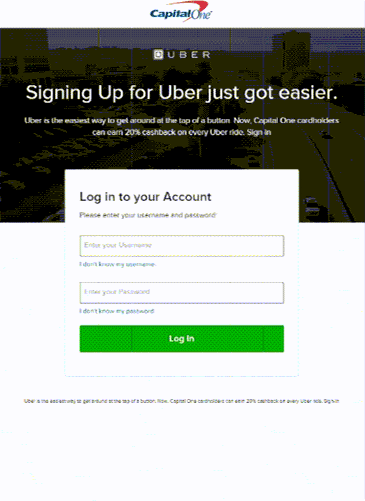 Capital One
UBER
Signing Up for Uber just got easier.
Uber is the easiest way to get around at the tap of a button. Now, Capital One cardholders
can earn 20% cashback on every Uber ride. Sign in
Log in to your Account
Please enter your username and password!
Enter your Username
I don't know my username
Enter your Password
I don't know my password
Log In
Uber is the easiest way to get around at the top of a button. Now, Capital One cardholders can earn 20% cashback on every Uber ride. Sign in